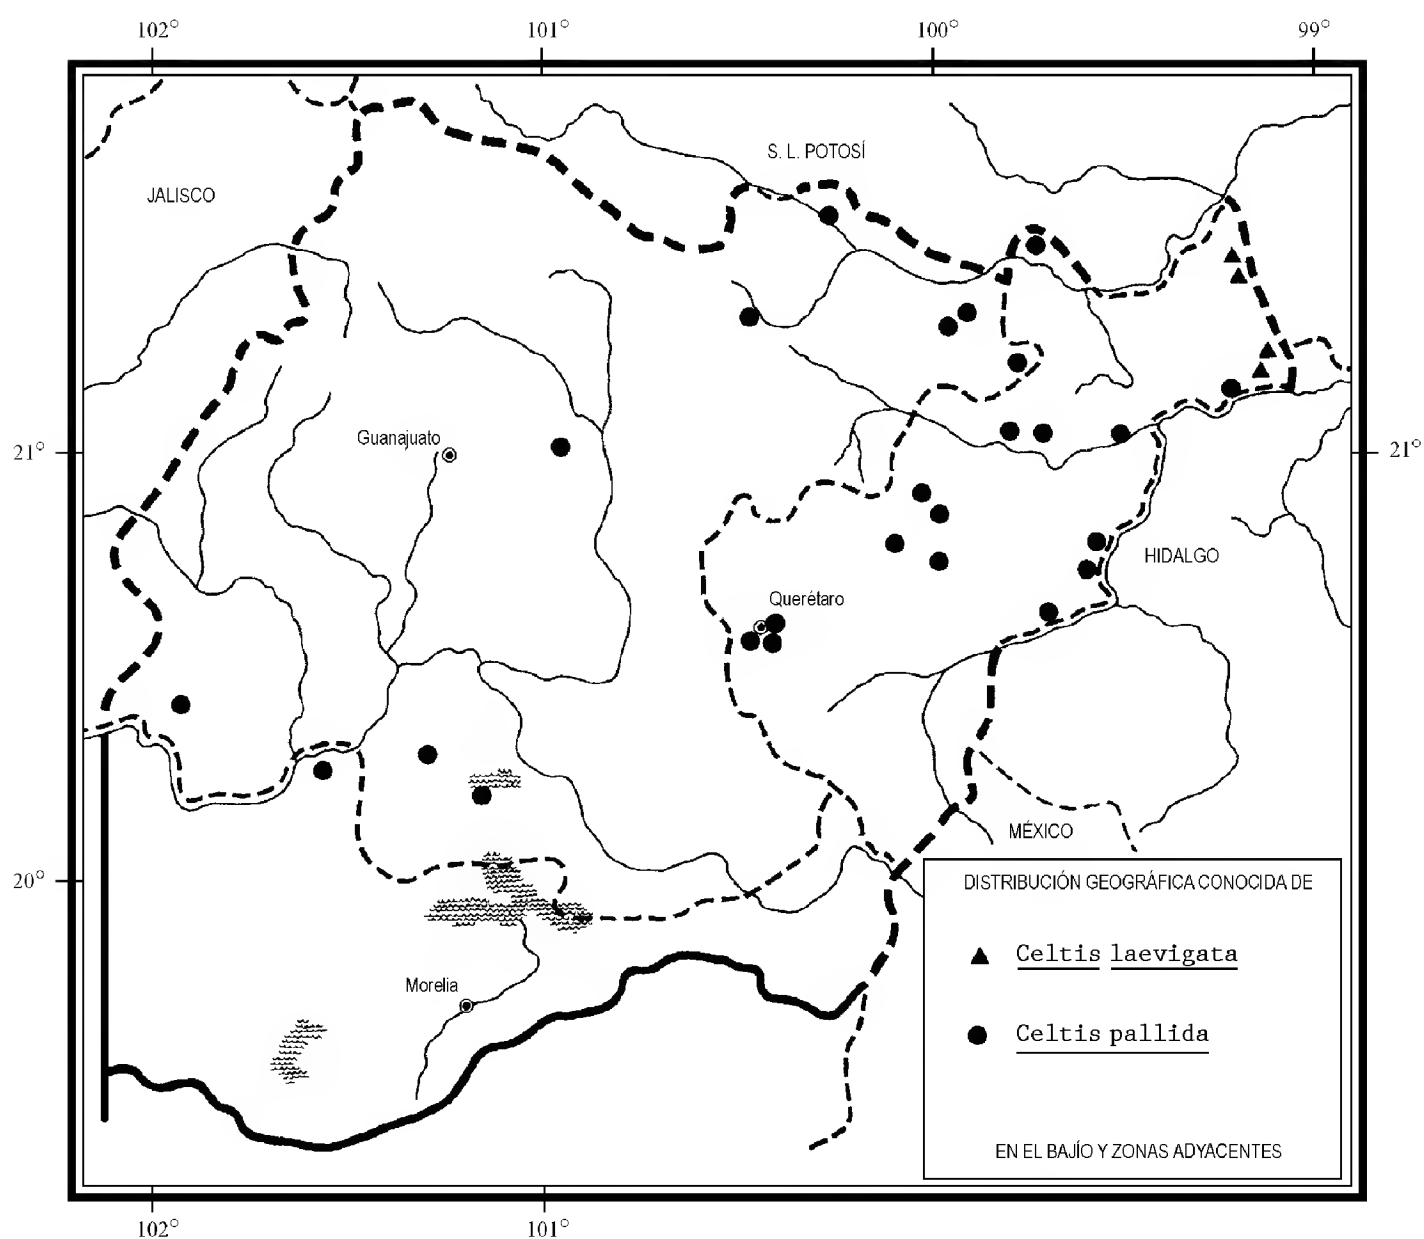 102° 101° 100° 99°
S. L. POTOSÍ
JALISCO
Guanajuato
21° 21°
HIDALGO
Querétaro
MÉXICO
20°
DISTRIBUCIÓN GEOGRÁFICA CONOCIDA DE
Celtis laevigata
Morelia
Celtis pallida
EN EL BAJÍO Y ZONAS ADYACENTES
102° 101°